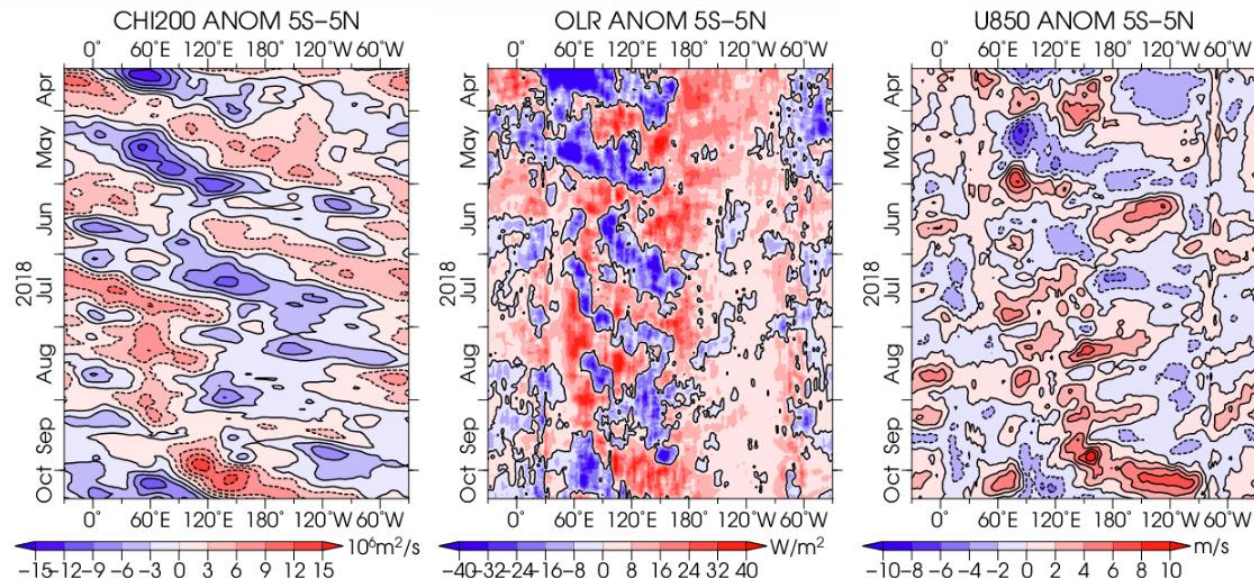 CHI200 ANOM 5S–5N
0° 60°E 120°E 180° 120°W 60°W
2018
Apr
May
Jun
Jul
Aug
Sep
Oct
0° 60°E 120°E 180° 120°W 60°W
10⁶m²/s
−15−12−9 −6 −3 0 3 6 9 12 15
OLR ANOM 5S–5N
0° 60°E 120°E 180° 120°W 60°W
2018
Apr
May
Jun
Jul
Aug
Sep
Oct
0° 60°E 120°E 180° 120°W 60°W
W/m²
−40−32−24−16−8 0 8 16 24 32 40
U850 ANOM 5S–5N
0° 60°E 120°E 180° 120°W 60°W
2018
Apr
May
Jun
Jul
Aug
Sep
Oct
0° 60°E 120°E 180° 120°W 60°W
m/s
−10−8 −6 −4 −2 0 2 4 6 8 10